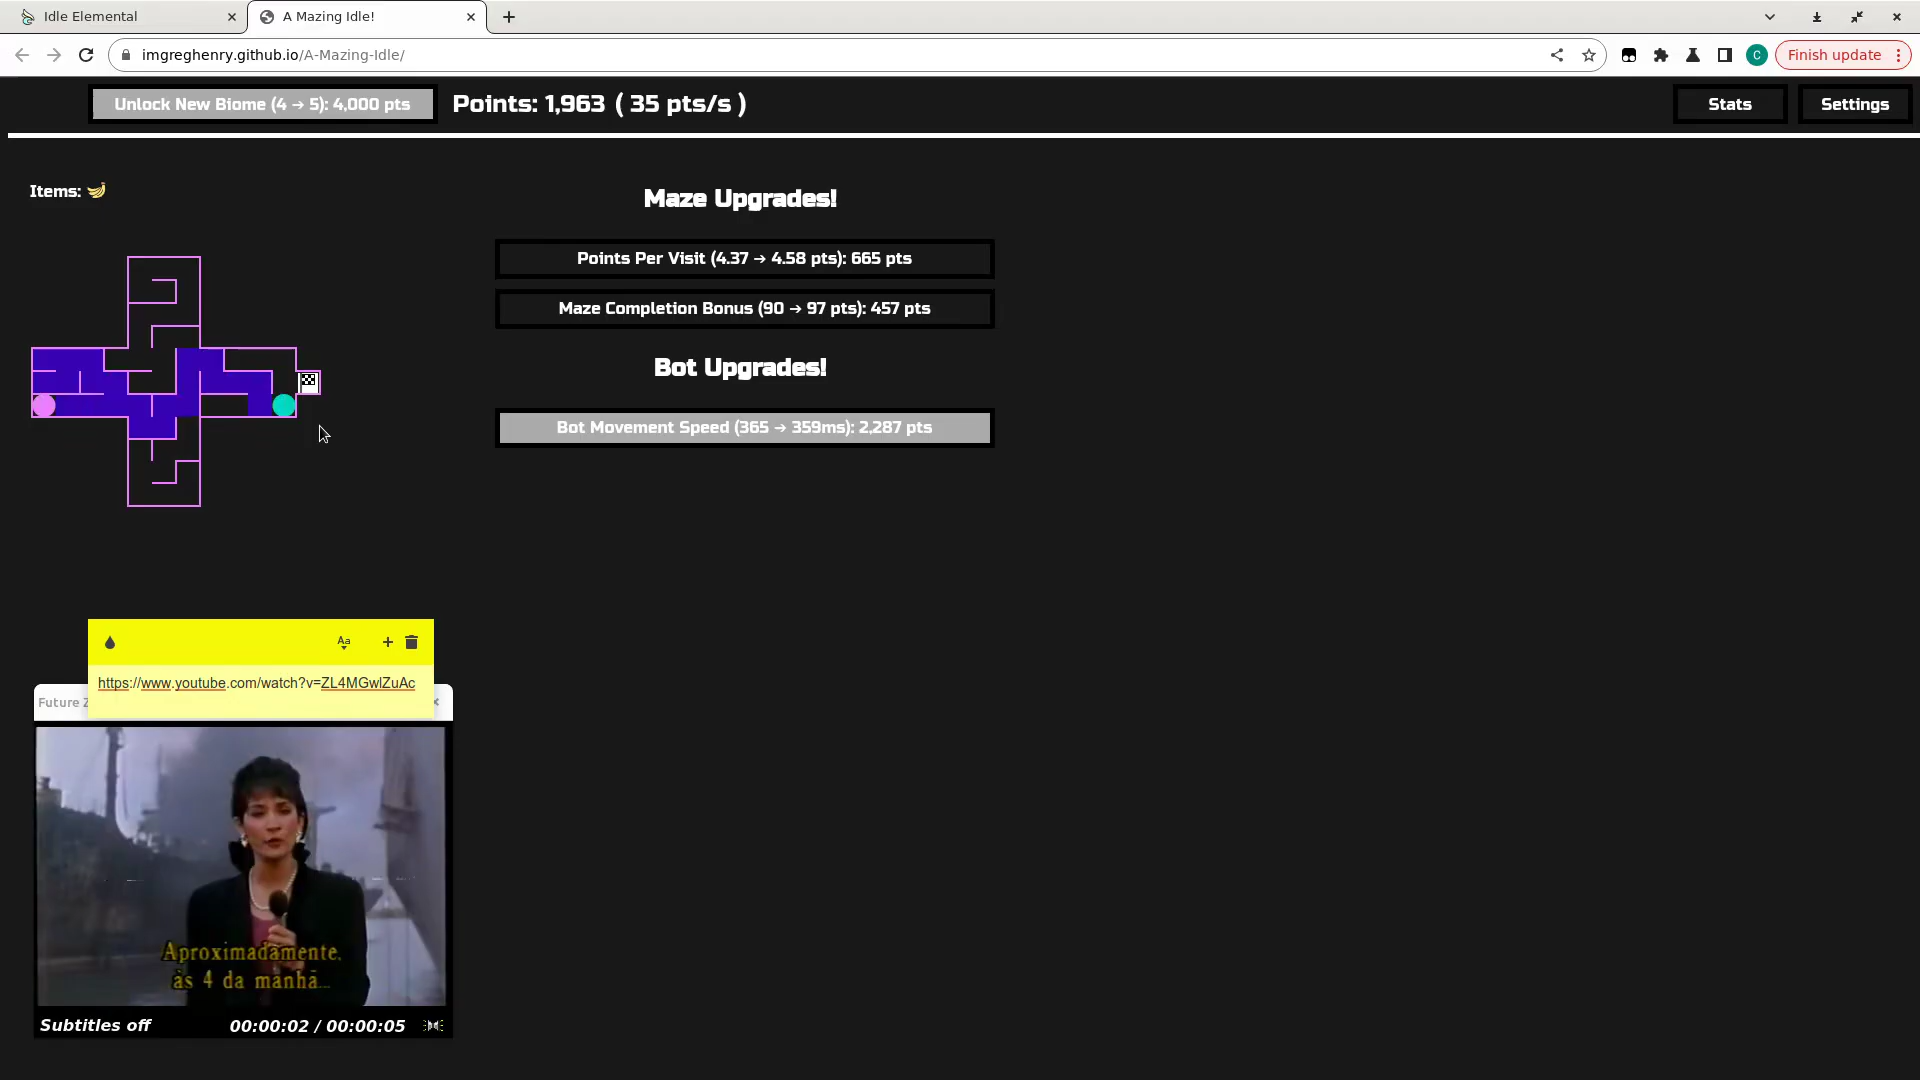 Idle Elemental
A Mazing Idle!
imgreghenry.github.io/A-Mazing-Idle/
C
Finish update
Unlock New Biome (4 → 5): 4,000 pts
Points: 1,963 ( 35 pts/s )
Stats
Settings
Items: 🍌
Maze Upgrades!
Points Per Visit (4.37 → 4.58 pts): 665 pts
Maze Completion Bonus (90 → 97 pts): 457 pts
Bot Upgrades!
Bot Movement Speed (365 → 359ms): 2,287 pts
Aa
https://www.youtube.com/watch?v=ZL4MGwlZuAc
Future
Aproximadamente,
às 4 da manhã...
Subtitles off
00:00:02 / 00:00:05